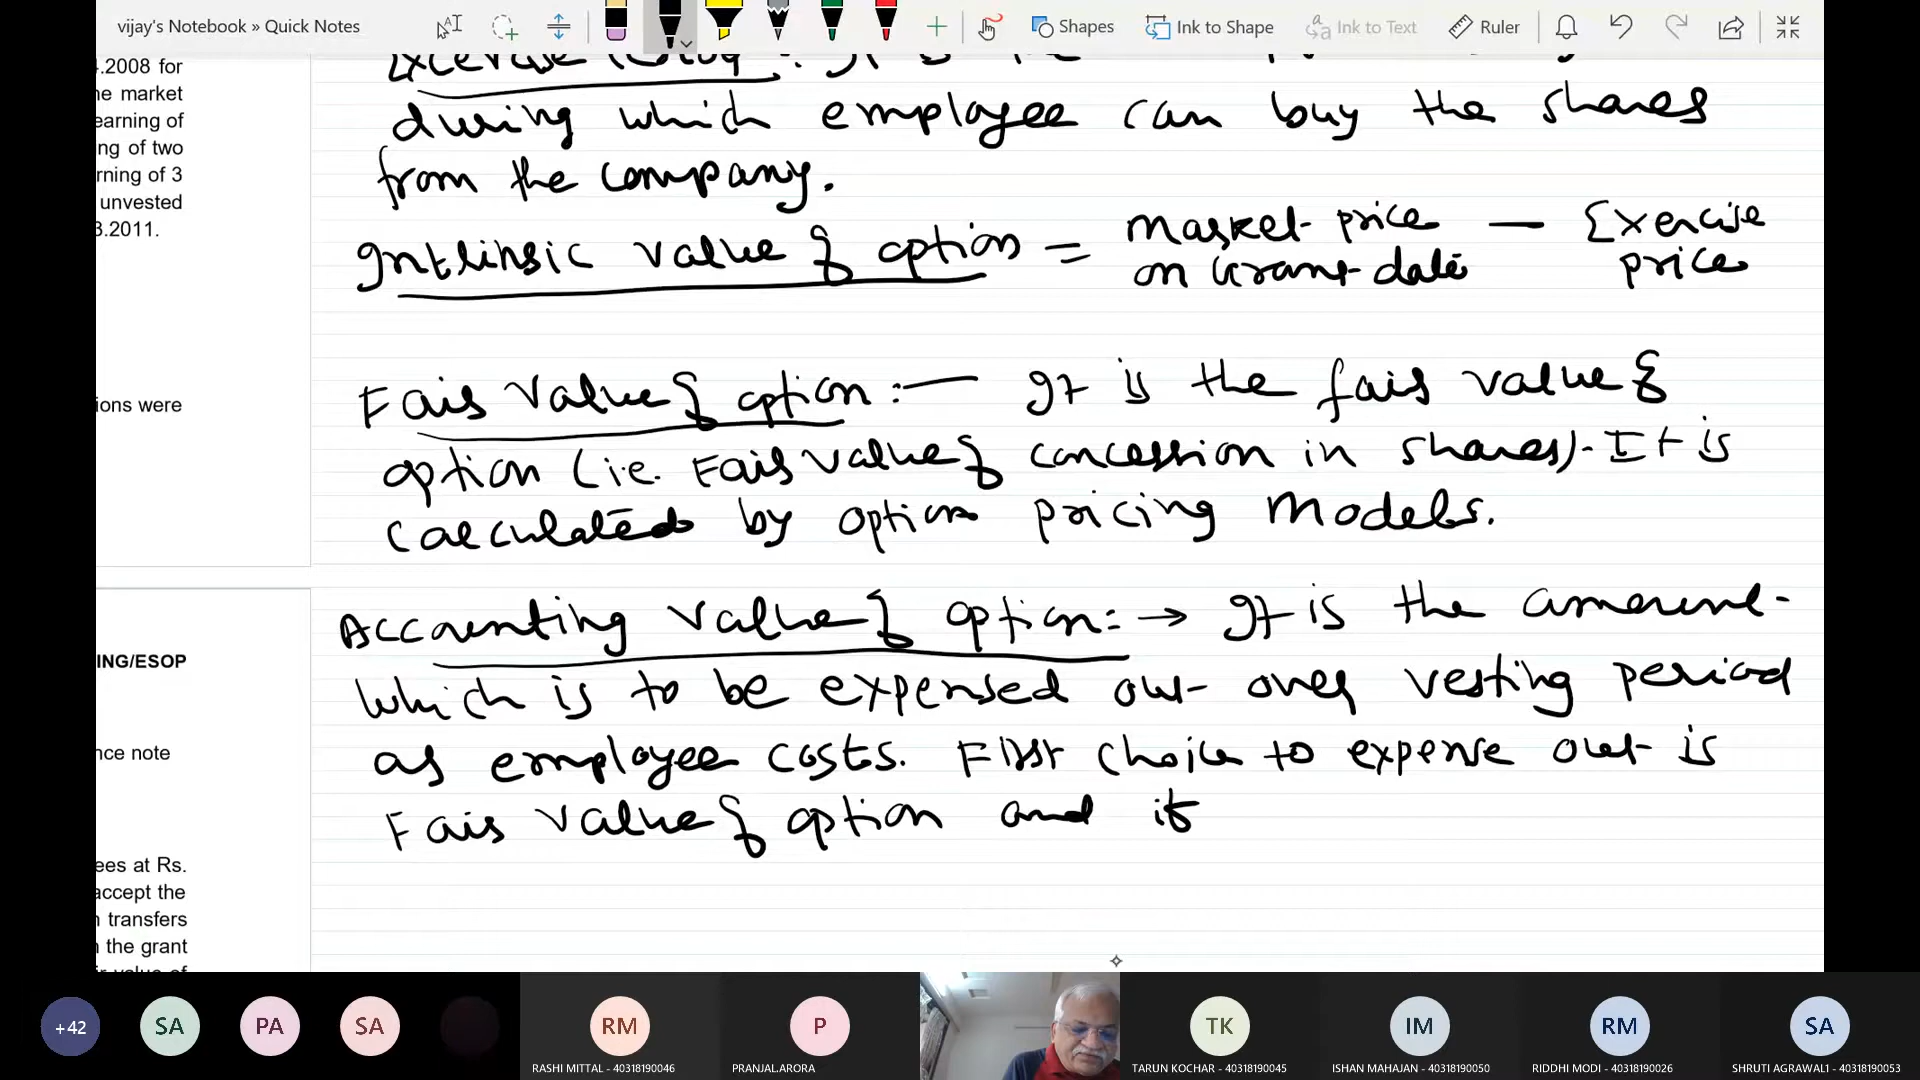 vijay's Notebook » Quick Notes
Shapes
Ink to Shape
Ink to Text
Ruler
.2008 for
ne market
earning of
ng of two
rning of 3
unvested
3.2011.
ions were
ING/ESOP
nce note
ees at Rs.
accept the
n transfers
n the grant
Exercise
during which employee can buy the shares
from the company.
Intrinsic value of option = Market price on Grant date — Exercise price
Fair value of option :— It is the fair value of
option (i.e. Fair value of concession in shares). It is
calculated by option pricing Models.
Accounting value of option :→ It is the amount
which is to be expensed out over vesting period
as employee costs. First choice to expense out is
Fair value of option and if
+42
SA
PA
SA
RM
RASHI MITTAL - 40318190046
P
PRANJAL.ARORA
TK
TARUN KOCHAR - 40318190045
IM
ISHAN MAHAJAN - 40318190050
RM
RIDDHI MODI - 40318190026
SA
SHRUTI AGRAWAL1 - 40318190053